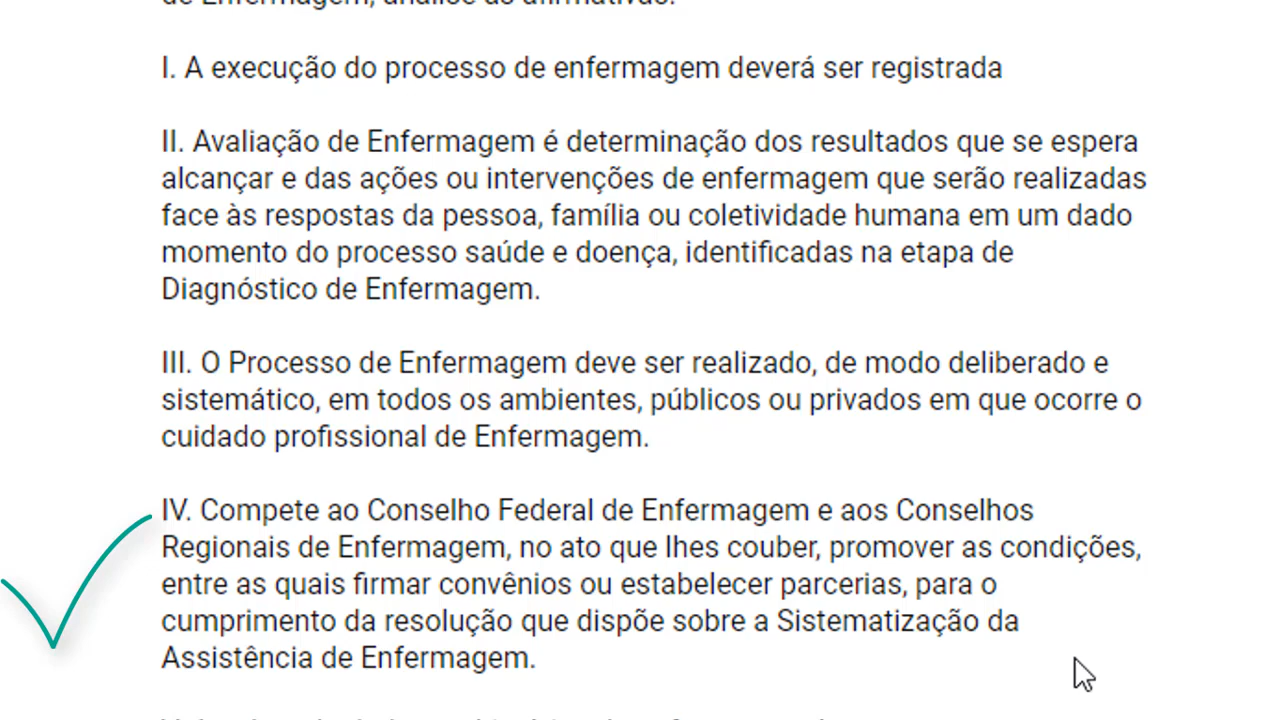 de Enfermagem, analise as afirmativas:
I. A execução do processo de enfermagem deverá ser registrada
II. Avaliação de Enfermagem é determinação dos resultados que se espera
alcançar e das ações ou intervenções de enfermagem que serão realizadas
face às respostas da pessoa, família ou coletividade humana em um dado
momento do processo saúde e doença, identificadas na etapa de
Diagnóstico de Enfermagem.
III. O Processo de Enfermagem deve ser realizado, de modo deliberado e
sistemático, em todos os ambientes, públicos ou privados em que ocorre o
cuidado profissional de Enfermagem.
IV. Compete ao Conselho Federal de Enfermagem e aos Conselhos
Regionais de Enfermagem, no ato que lhes couber, promover as condições,
entre as quais firmar convênios ou estabelecer parcerias, para o
cumprimento da resolução que dispõe sobre a Sistematização da
Assistência de Enfermagem.